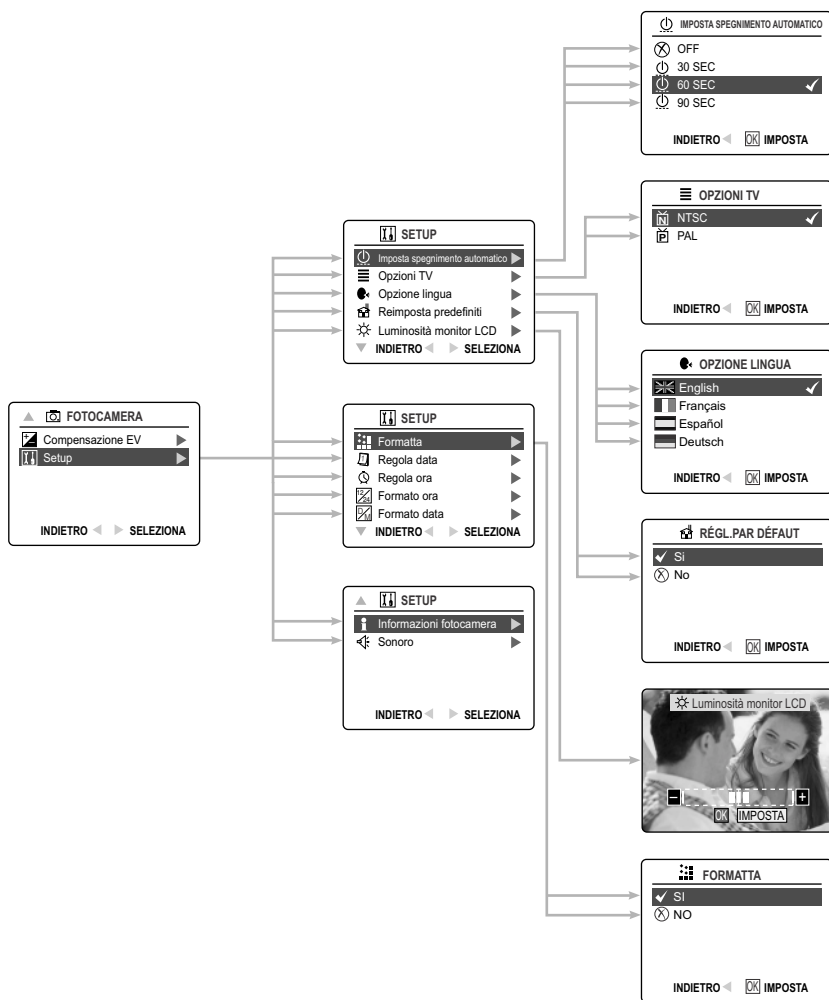 FOTOCAMERA
Compensazione EV
Setup
INDIETRO SELEZIONA
SETUP
Imposta spegnimento automatico
Opzioni TV
Opzione lingua
Reimposta predefiniti
Luminosità monitor LCD
INDIETRO SELEZIONA
SETUP
Formatta
Regola data
Regola ora
12/24 Formato ora
D/M Formato data
INDIETRO SELEZIONA
SETUP
Informazioni fotocamera
Sonoro
INDIETRO SELEZIONA
IMPOSTA SPEGNIMENTO AUTOMATICO
OFF
30 SEC
60 SEC
90 SEC
INDIETRO OK IMPOSTA
OPZIONI TV
N NTSC
P PAL
INDIETRO OK IMPOSTA
OPZIONE LINGUA
English
Français
Español
Deutsch
INDIETRO OK IMPOSTA
RÉGL.PAR DÉFAUT
Si
No
INDIETRO OK IMPOSTA
Luminosità monitor LCD
OK IMPOSTA
FORMATTA
SI
NO
INDIETRO OK IMPOSTA